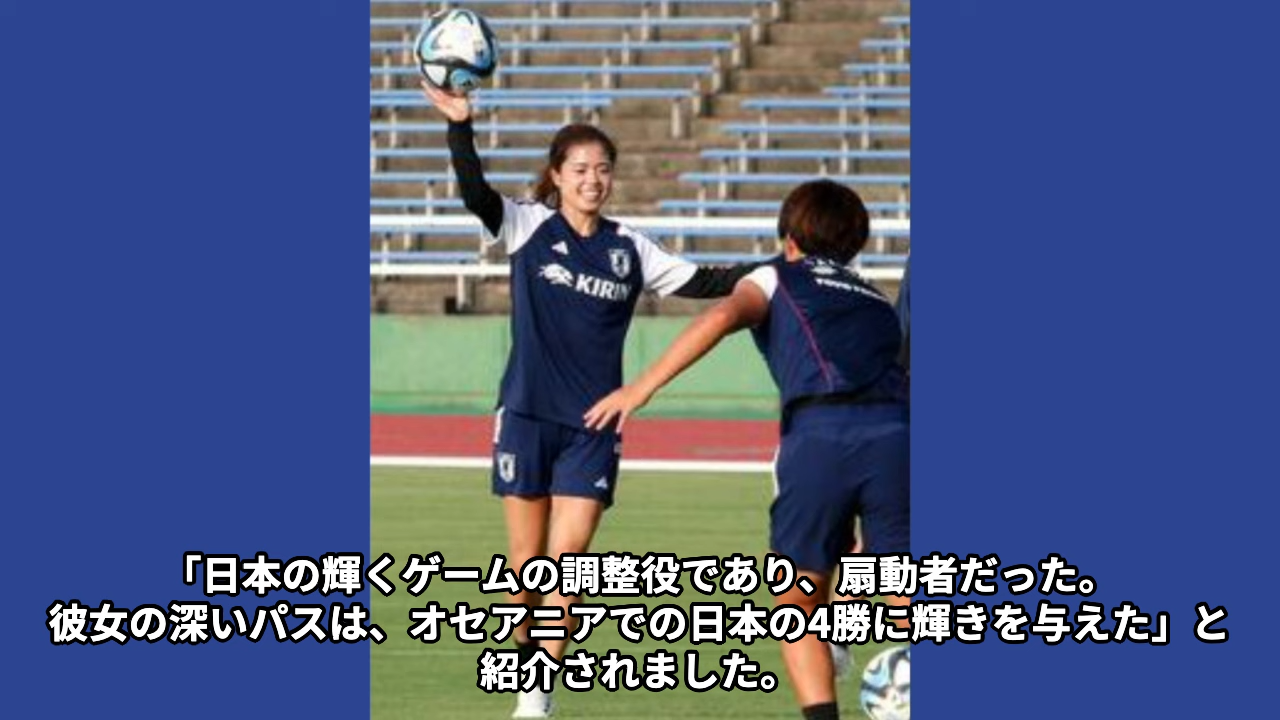 KIRIN
「日本の輝くゲームの調整役であり、扇動者だった。
彼女の深いパスは、オセアニアでの日本の4勝に輝きを与えた」と
紹介されました。